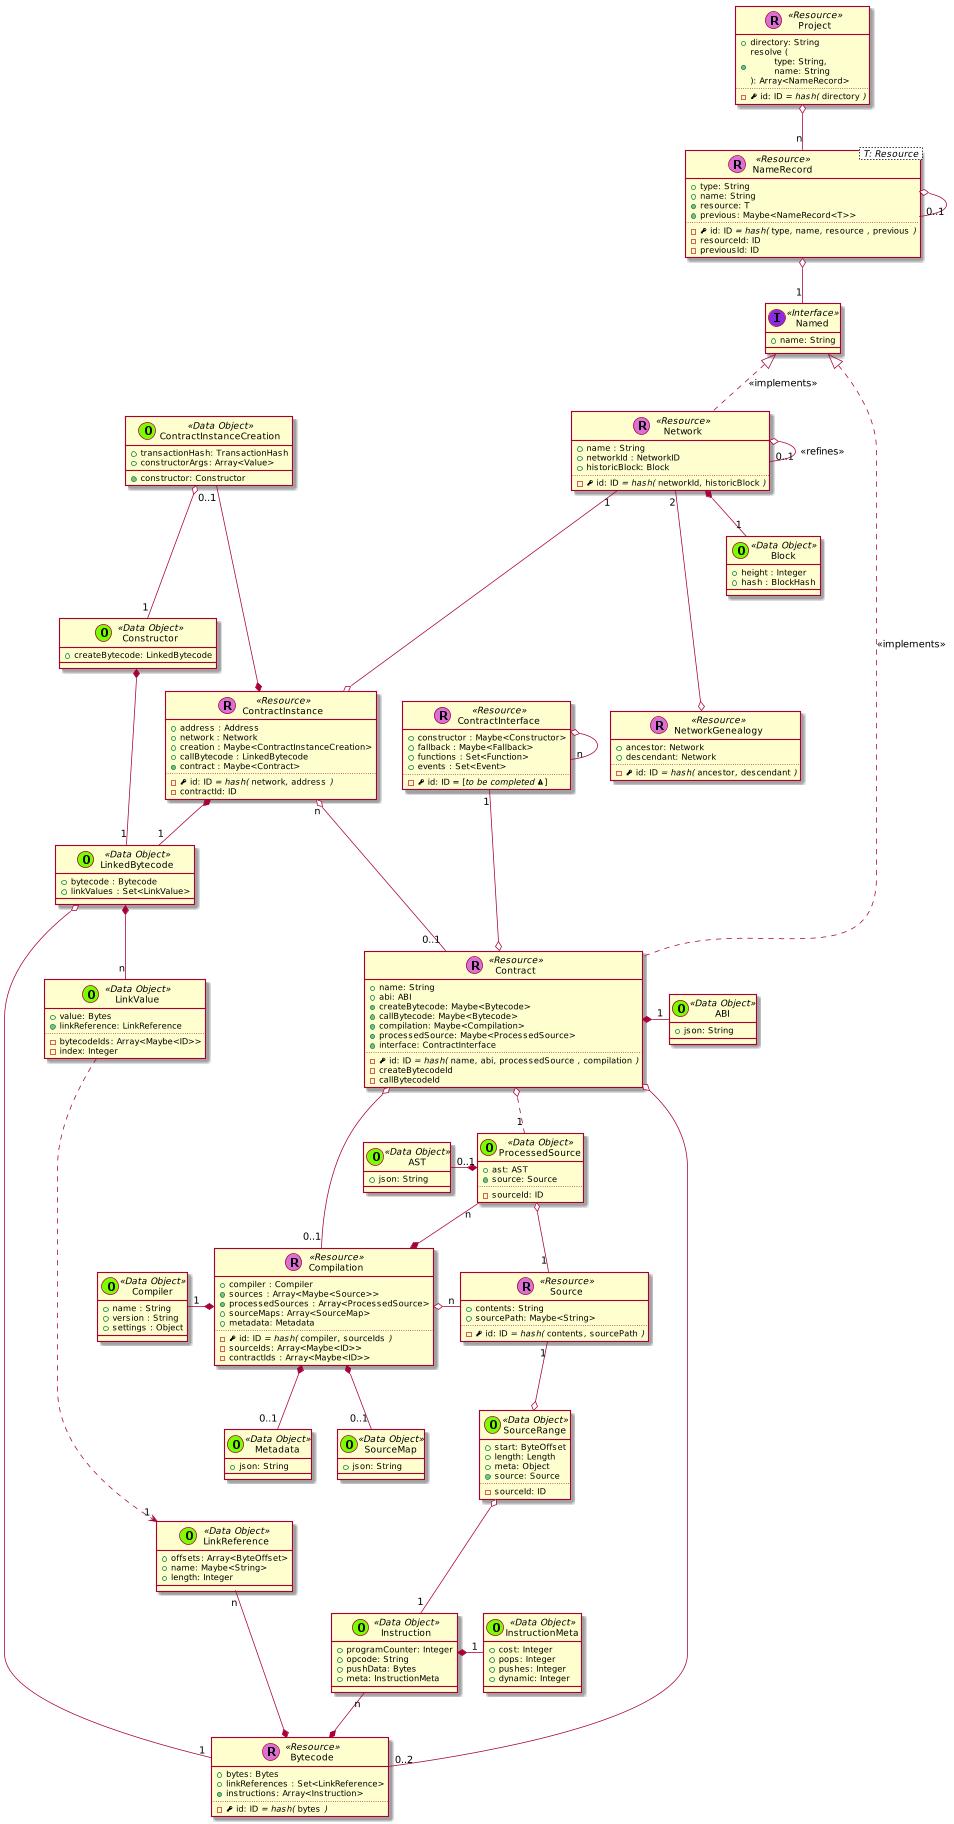 R
«Resource»
Project
directory: String
resolve (
type: String,
name: String
): Array<NameRecord>
id: ID = hash( directory )
n
T: Resource
R
«Resource»
NameRecord
type: String
name: String
resource: T
previous: Maybe<NameRecord<T>>
id: ID = hash( type, name, resource , previous )
resourceId: ID
previousId: ID
0..1
1
I
«Interface»
Named
name: String
«implements»
O
«Data Object»
ContractInstanceCreation
transactionHash: TransactionHash
constructorArgs: Array<Value>
constructor: Constructor
0..1
R
«Resource»
Network
name : String
networkId : NetworkID
historicBlock: Block
id: ID = hash( networkId, historicBlock )
0..1
«refines»
1
2
1
O
«Data Object»
Block
height : Integer
hash : BlockHash
1
O
«Data Object»
Constructor
createBytecode: LinkedBytecode
«implements»
R
«Resource»
ContractInstance
address : Address
network : Network
creation : Maybe<ContractInstanceCreation>
callBytecode : LinkedBytecode
contract : Maybe<Contract>
id: ID = hash( network, address )
contractId: ID
R
«Resource»
ContractInterface
constructor : Maybe<Constructor>
fallback : Maybe<Fallback>
functions : Set<Function>
events : Set<Event>
id: ID = [to be completed ♟]
n
R
«Resource»
NetworkGenealogy
ancestor: Network
descendant: Network
id: ID = hash( ancestor, descendant )
n
1
1
1
O
«Data Object»
LinkedBytecode
bytecode : Bytecode
linkValues : Set<LinkValue>
0..1
n
R
«Resource»
Contract
name: String
abi: ABI
createBytecode: Maybe<Bytecode>
callBytecode: Maybe<Bytecode>
compilation: Maybe<Compilation>
processedSource: Maybe<ProcessedSource>
interface: ContractInterface
id: ID = hash( name, abi, processedSource , compilation )
createBytecodeId
callBytecodeId
1
O
«Data Object»
ABI
json: String
O
«Data Object»
LinkValue
value: Bytes
linkReference: LinkReference
bytecodeIds: Array<Maybe<ID>>
index: Integer
1
O
«Data Object»
AST
json: String
0..1
O
«Data Object»
ProcessedSource
ast: AST
source: Source
sourceId: ID
n
0..1
1
O
«Data Object»
Compiler
name : String
version : String
settings : Object
1
R
«Resource»
Compilation
compiler : Compiler
sources : Array<Maybe<Source>>
processedSources : Array<ProcessedSource>
sourceMaps: Array<SourceMap>
metadata: Metadata
id: ID = hash( compiler, sourceIds )
sourceIds: Array<Maybe<ID>>
contractIds : Array<Maybe<ID>>
n
R
«Resource»
Source
contents: String
sourcePath: Maybe<String>
id: ID = hash( contents, sourcePath )
1
0..1
0..1
O
«Data Object»
Metadata
json: String
O
«Data Object»
SourceMap
json: String
O
«Data Object»
SourceRange
start: ByteOffset
length: Length
meta: Object
source: Source
sourceId: ID
1
O
«Data Object»
LinkReference
offsets: Array<ByteOffset>
name: Maybe<String>
length: Integer
n
1
O
«Data Object»
Instruction
programCounter: Integer
opcode: String
pushData: Bytes
meta: InstructionMeta
1
O
«Data Object»
InstructionMeta
cost: Integer
pops: Integer
pushes: Integer
dynamic: Integer
n
1
0..2
R
«Resource»
Bytecode
bytes: Bytes
linkReferences : Set<LinkReference>
instructions: Array<Instruction>
id: ID = hash( bytes )